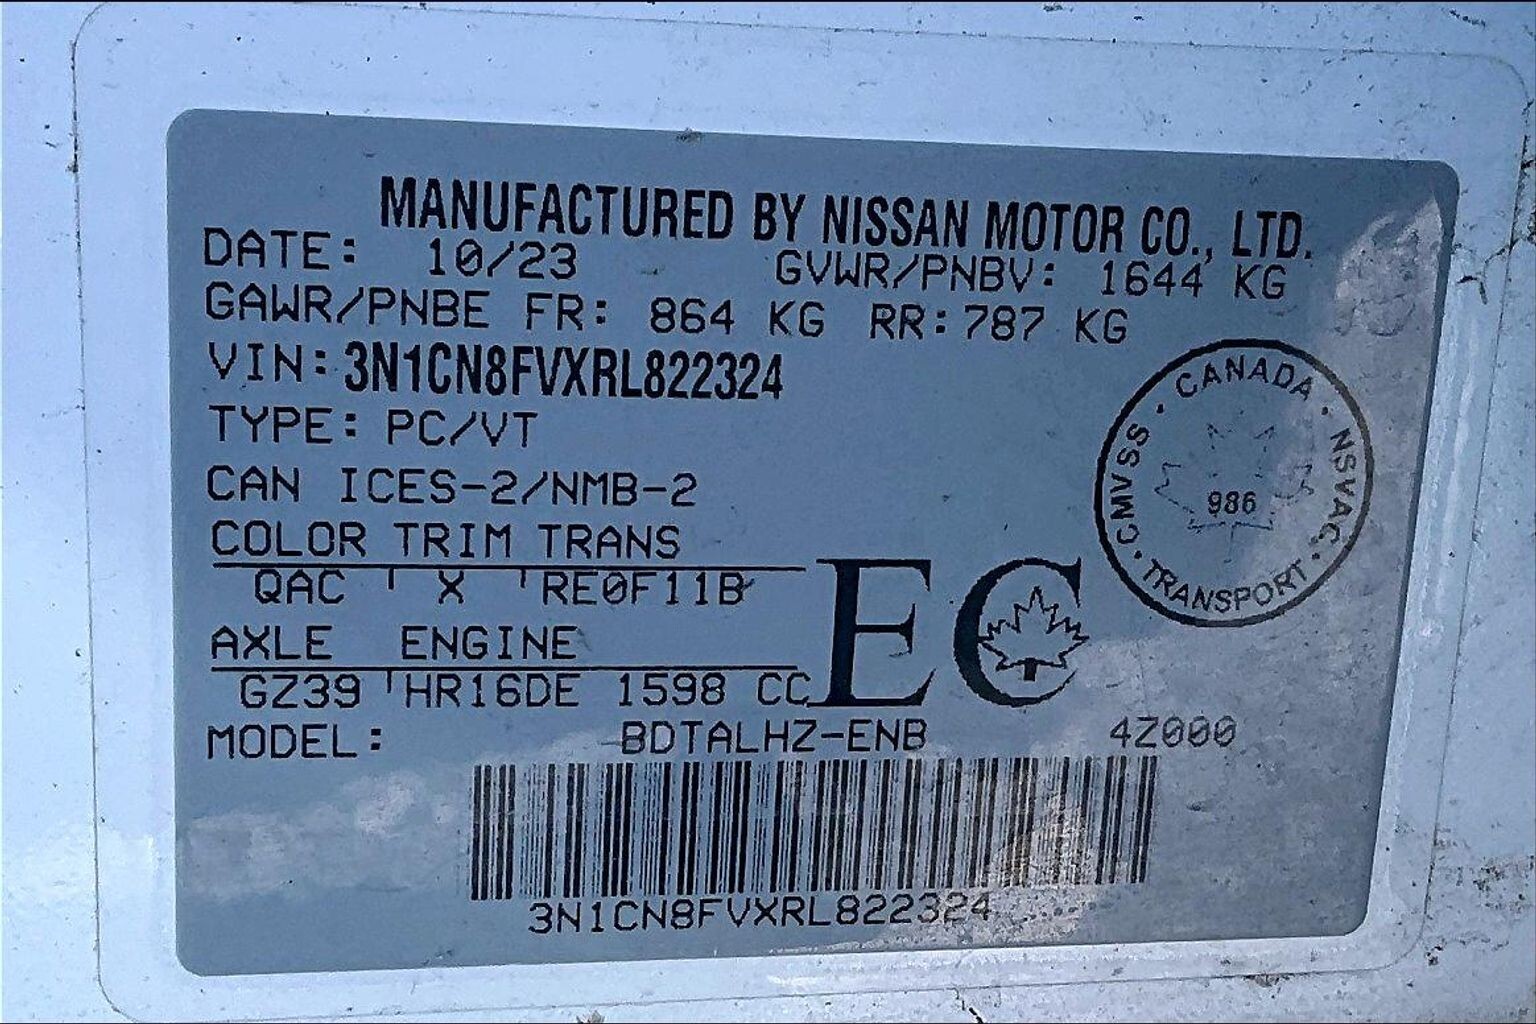 MANUFACTURED BY NISSAN MOTOR CO., LTD.
DATE: 10/23 GVWR/PNBV: 1644 KG
GAWR/PNBE FR: 864 KG RR: 787 KG
VIN: 3N1CN8FVXRL822324
TYPE: PC/VT
CAN ICES-2/NMB-2
COLOR TRIM TRANS
QAC X RE0F11B
AXLE ENGINE
GZ39 HR16DE 1598 CC
EC
MODEL: BDTALHZ-ENB 4Z000
3N1CN8FVXRL822324
CANADA · NSVAC · TRANSPORT · CMVSS ·
986